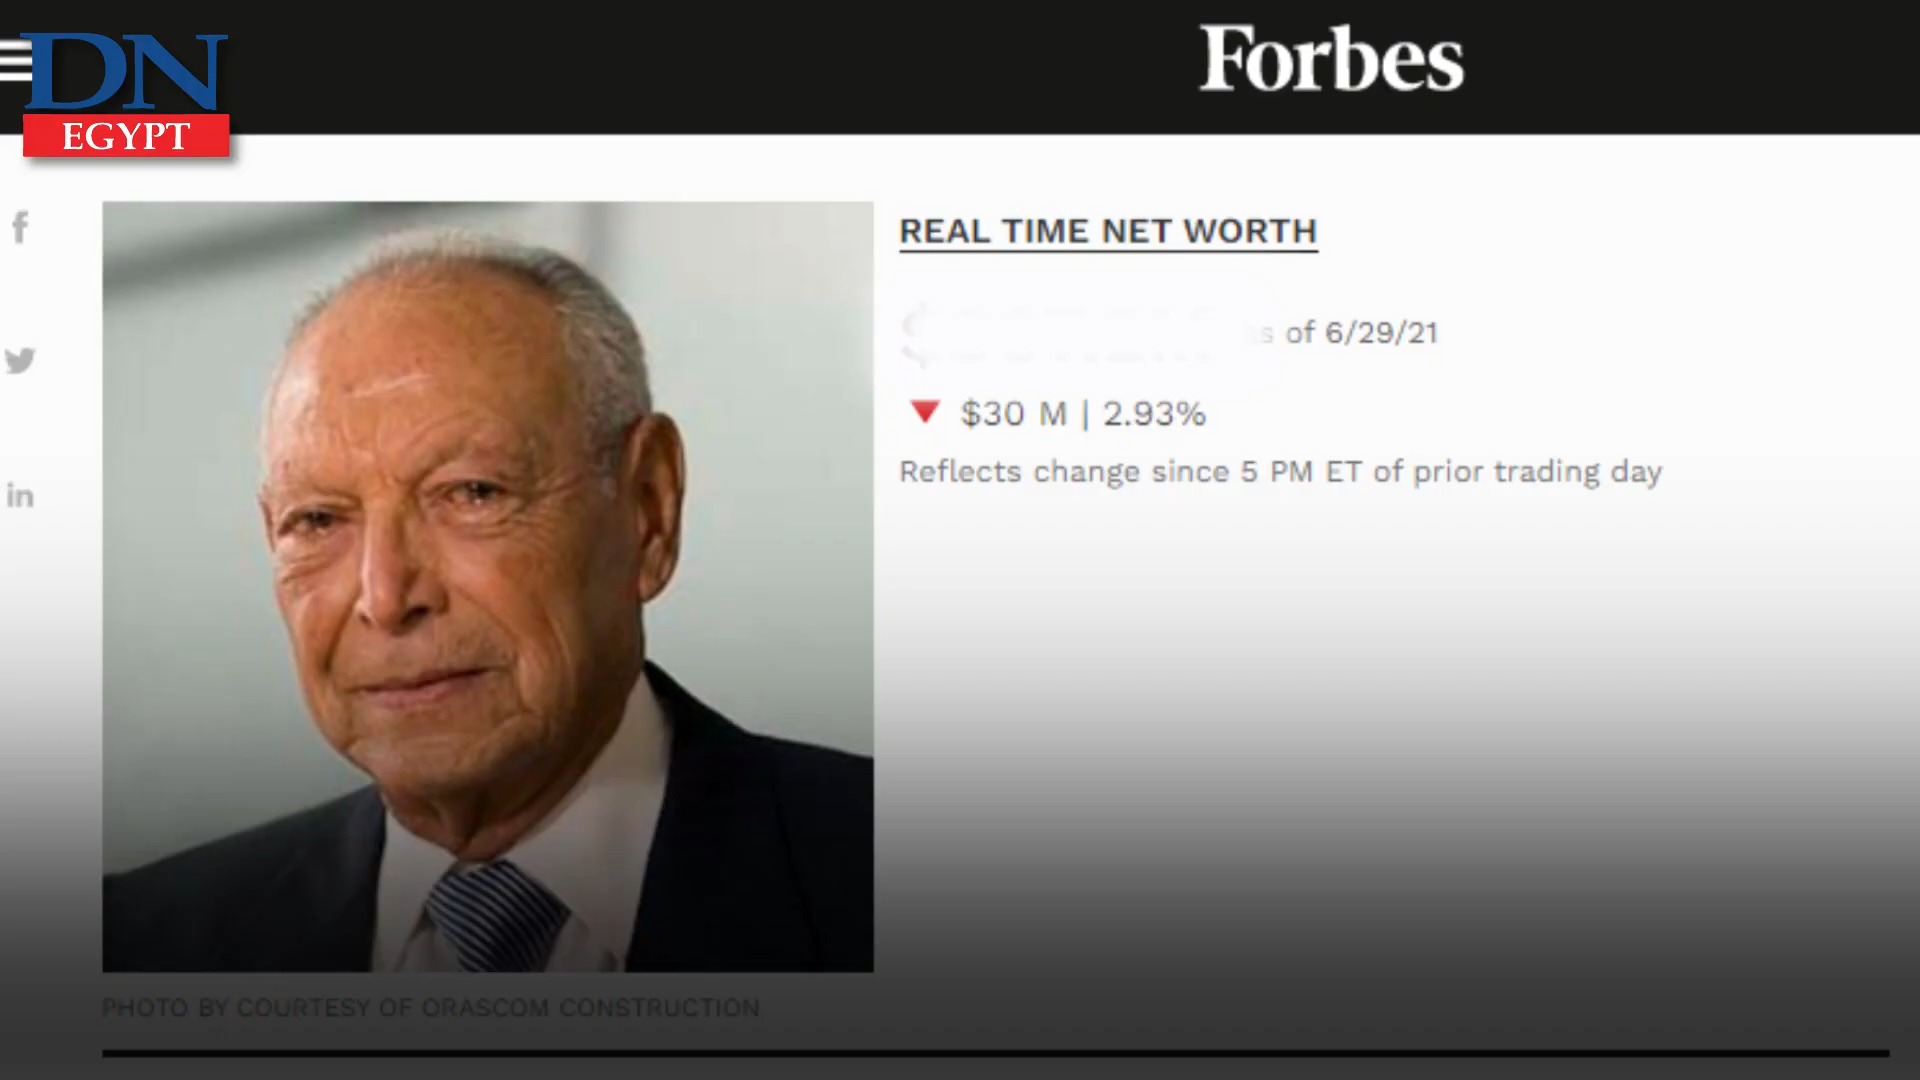 DN
EGYPT
Forbes
f
in
REAL TIME NET WORTH
of 6/29/21
$30 M | 2.93%
Reflects change since 5 PM ET of prior trading day
PHOTO BY COURTESY OF ORASCOM CONSTRUCTION